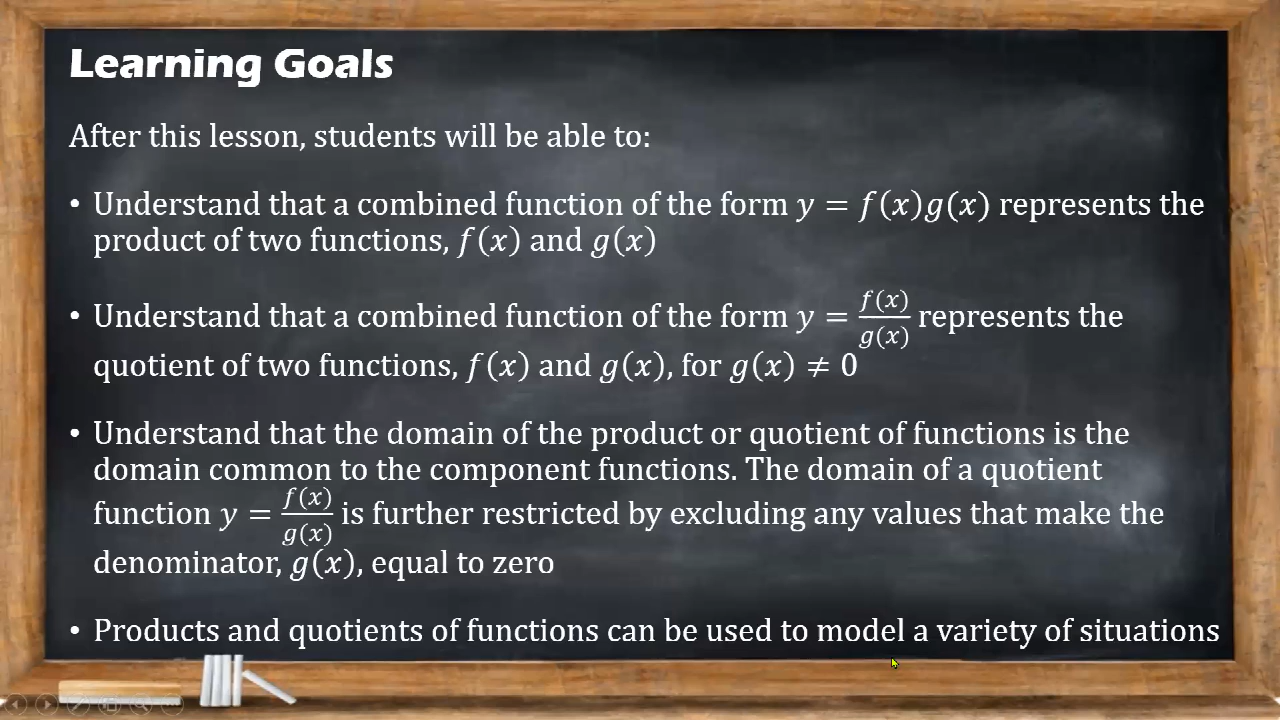 Learning Goals
After this lesson, students will be able to:
• Understand that a combined function of the form y = f(x)g(x) represents the
product of two functions, f(x) and g(x)
• Understand that a combined function of the form y = f(x)/g(x) represents the
quotient of two functions, f(x) and g(x), for g(x) ≠ 0
• Understand that the domain of the product or quotient of functions is the
domain common to the component functions. The domain of a quotient
function y = f(x)/g(x) is further restricted by excluding any values that make the
denominator, g(x), equal to zero
• Products and quotients of functions can be used to model a variety of situations